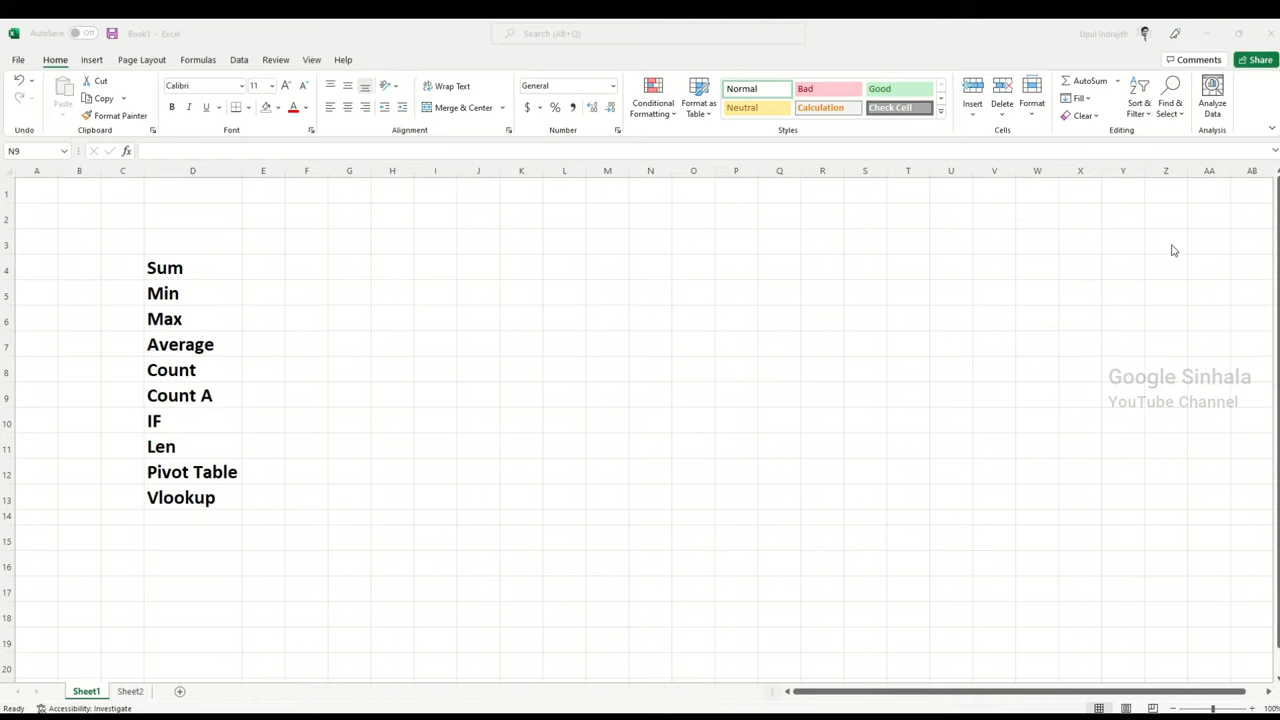 AutoSave Off Book1 - Excel Search (Alt+Q) Upul Indrajith
File Home Insert Page Layout Formulas Data Review View Help Comments Share
Cut
Copy
Format Painter
Paste
Undo Clipboard
Calibri 11
B I U A
Font
Wrap Text
Merge & Center
Alignment
General
$ % ,
Number
Conditional Formatting
Format as Table
Normal Bad Good
Neutral Calculation Check Cell
Styles
Insert Delete Format
Cells
AutoSum
Fill
Clear
Sort & Filter
Find & Select
Editing
Analyze Data
Analysis
N9 fx
A B C D E F G H I J K L M N O P Q R S T U V W X Y Z AA AB
1
2
3
4 Sum
5 Min
6 Max
7 Average
8 Count
9 Count A
10 IF
11 Len
12 Pivot Table
13 Vlookup
14
15
16
17
18
19
20
Google Sinhala
YouTube Channel
Sheet1 Sheet2
Ready Accessibility: Investigate 100%